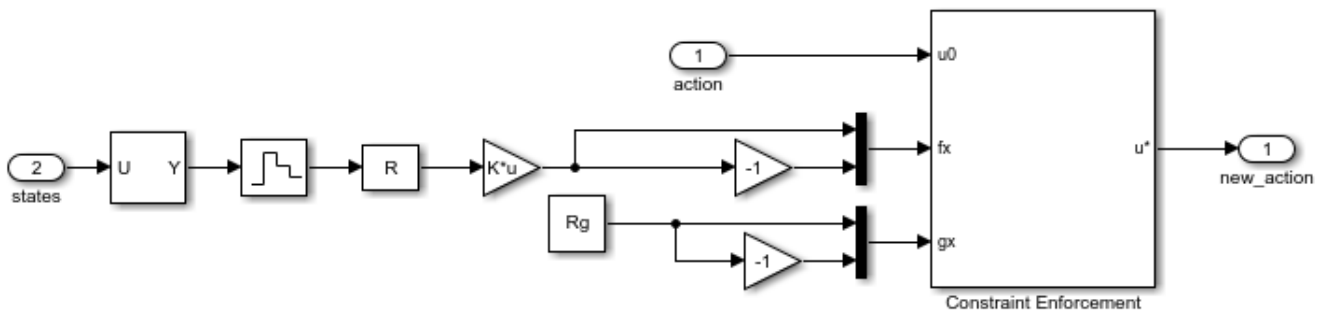 1
action
u0
2
states
U Y
R
K*u
-1
fx
u*
1
new_action
Rg
-1
gx
Constraint Enforcement